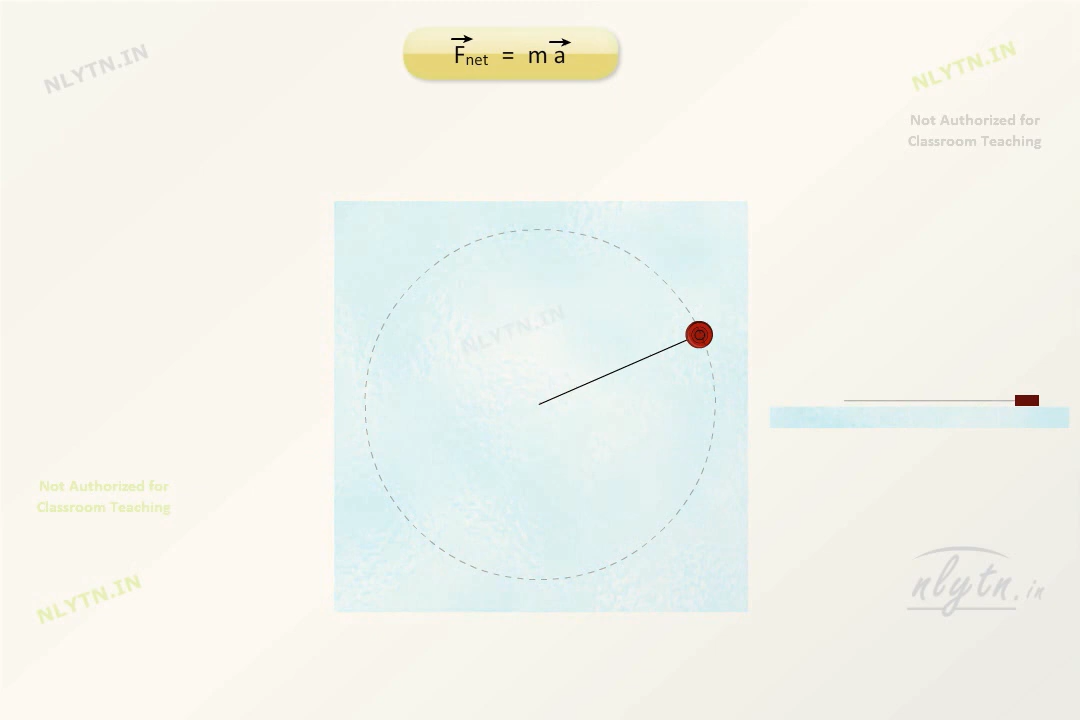 F⃗net = m a⃗
NLYTN.IN
NLYTN.IN
Not Authorized for
Classroom Teaching
NLYTN.IN
Not Authorized for
Classroom Teaching
NLYTN.IN
nlytn.in